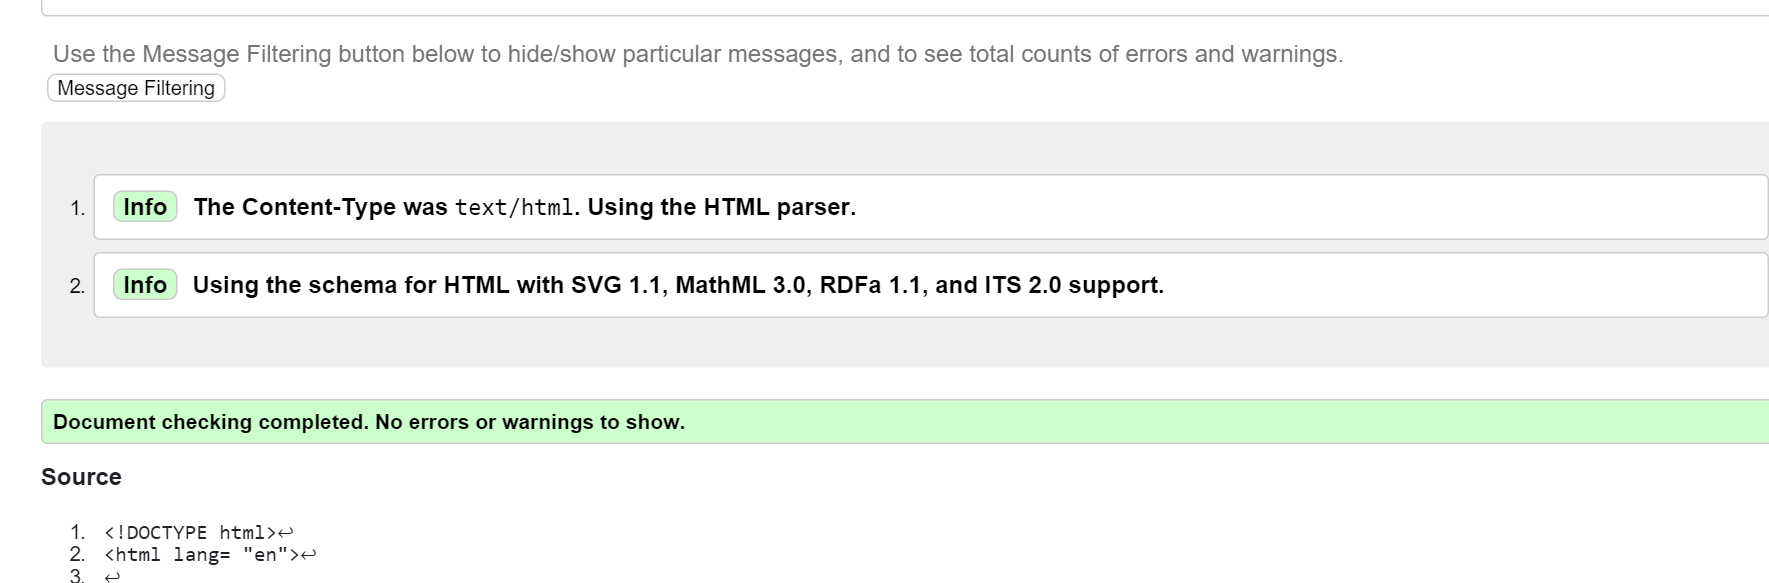 Use the Message Filtering button below to hide/show particular messages, and to see total counts of errors and warnings.
Message Filtering
1. Info The Content-Type was text/html. Using the HTML parser.
2. Info Using the schema for HTML with SVG 1.1, MathML 3.0, RDFa 1.1, and ITS 2.0 support.
Document checking completed. No errors or warnings to show.
Source
1. <!DOCTYPE html>↩
2. <html lang= "en">↩
3. ↩